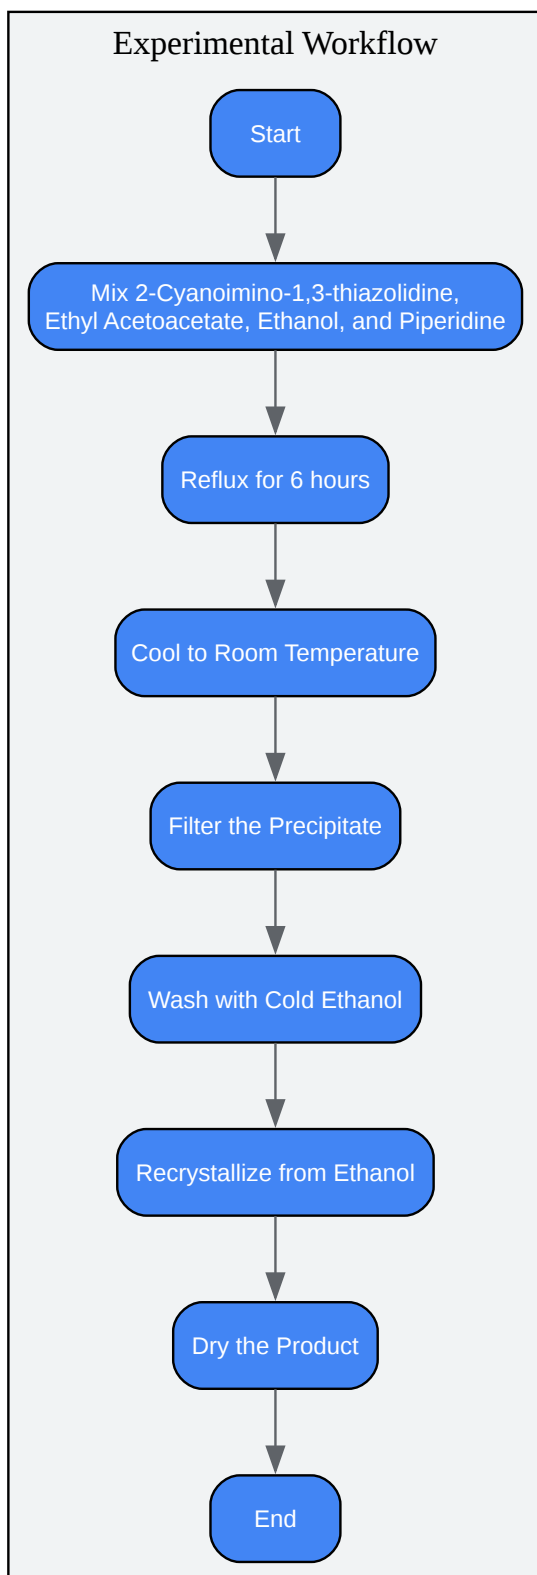 Experimental Workflow
Start
Mix 2-Cyanoimino-1,3-thiazolidine,
Ethyl Acetoacetate, Ethanol, and Piperidine
Reflux for 6 hours
Cool to Room Temperature
Filter the Precipitate
Wash with Cold Ethanol
Recrystallize from Ethanol
Dry the Product
End